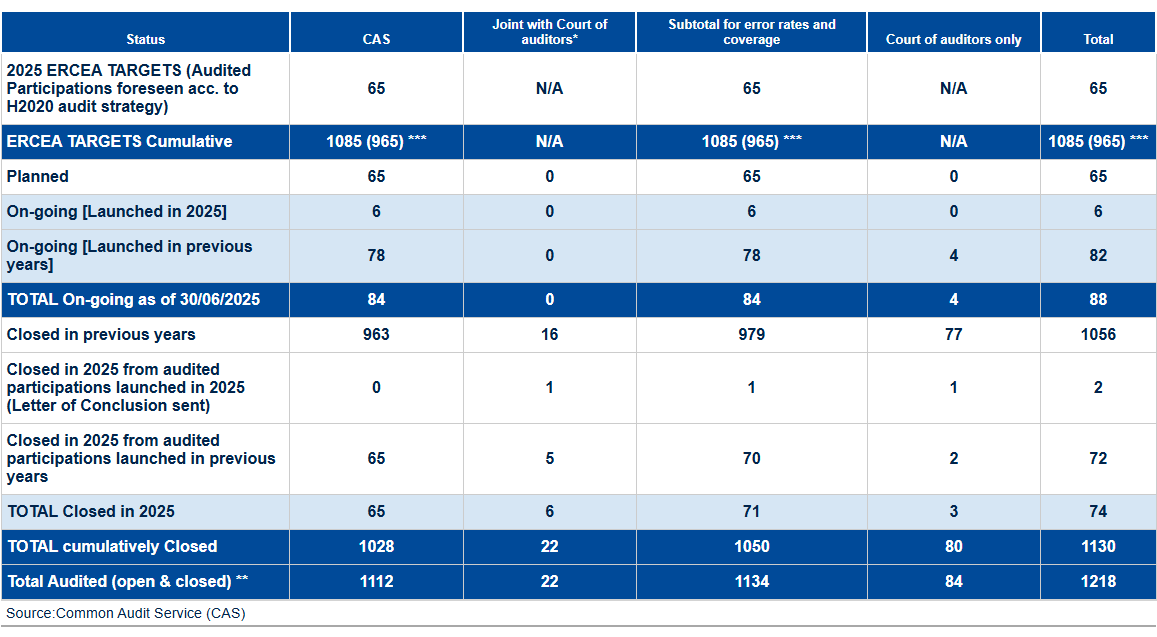 Status CAS Joint with Court of auditors* Subtotal for error rates and coverage Court of auditors only Total
2025 ERCEA TARGETS (Audited Participations foreseen acc. to H2020 audit strategy) 65 N/A 65 N/A 65
ERCEA TARGETS Cumulative 1085 (965) *** N/A 1085 (965) *** N/A 1085 (965) ***
Planned 65 0 65 0 65
On-going [Launched in 2025] 6 0 6 0 6
On-going [Launched in previous years] 78 0 78 4 82
TOTAL On-going as of 30/06/2025 84 0 84 4 88
Closed in previous years 963 16 979 77 1056
Closed in 2025 from audited participations launched in 2025 (Letter of Conclusion sent) 0 1 1 1 2
Closed in 2025 from audited participations launched in previous years 65 5 70 2 72
TOTAL Closed in 2025 65 6 71 3 74
TOTAL cumulatively Closed 1028 22 1050 80 1130
Total Audited (open & closed) ** 1112 22 1134 84 1218
Source:Common Audit Service (CAS)